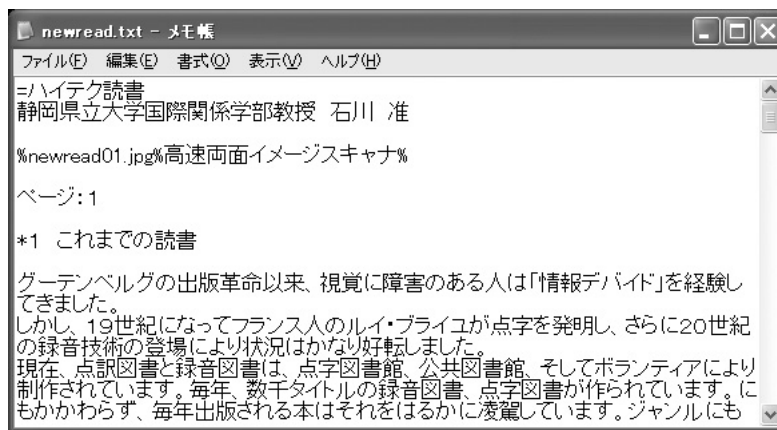 newread.txt - メモ帳
ファイル(F) 編集(E) 書式(O) 表示(V) ヘルプ(H)
=ハイテク読書
静岡県立大学国際関係学部教授 石川 准
%newread01.jpg%高速両面イメージスキャナ%
ページ:1
*1 これまでの読書
グーテンベルグの出版革命以来、視覚に障害のある人は「情報デバイド」を経験し
てきました。
しかし、19世紀になってフランス人のルイ・ブライユが点字を発明し、さらに20世紀
の録音技術の登場により状況はかなり好転しました。
現在、点訳図書と録音図書は、点字図書館、公共図書館、そしてボランティアにより
制作されています。毎年、数千タイトルの録音図書、点字図書が作られています。に
もかかわらず、毎年出版される本はそれをはるかに凌駕しています。ジャンルにも